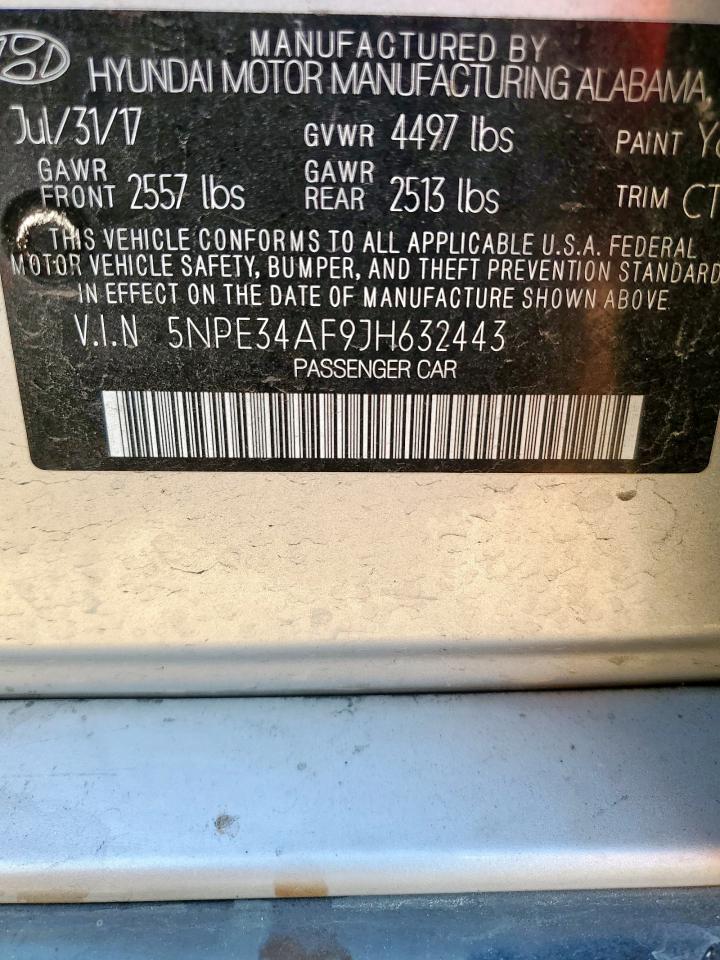 MANUFACTURED BY
HYUNDAI MOTOR MANUFACTURING ALABAMA,
Jul/31/17 GVWR 4497 lbs PAINT
GAWR FRONT 2557 lbs GAWR REAR 2513 lbs TRIM
THIS VEHICLE CONFORMS TO ALL APPLICABLE U.S.A. FEDERAL
MOTOR VEHICLE SAFETY, BUMPER, AND THEFT PREVENTION STANDARD
IN EFFECT ON THE DATE OF MANUFACTURE SHOWN ABOVE.
V.I.N 5NPE34AF9JH632443
PASSENGER CAR